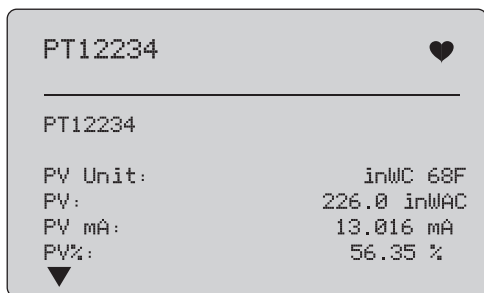 PT12234
PT12234
PV Unit: inWC 68F
PV: 226.0 inWAC
PV mA: 13.016 mA
PV%: 56.35 %